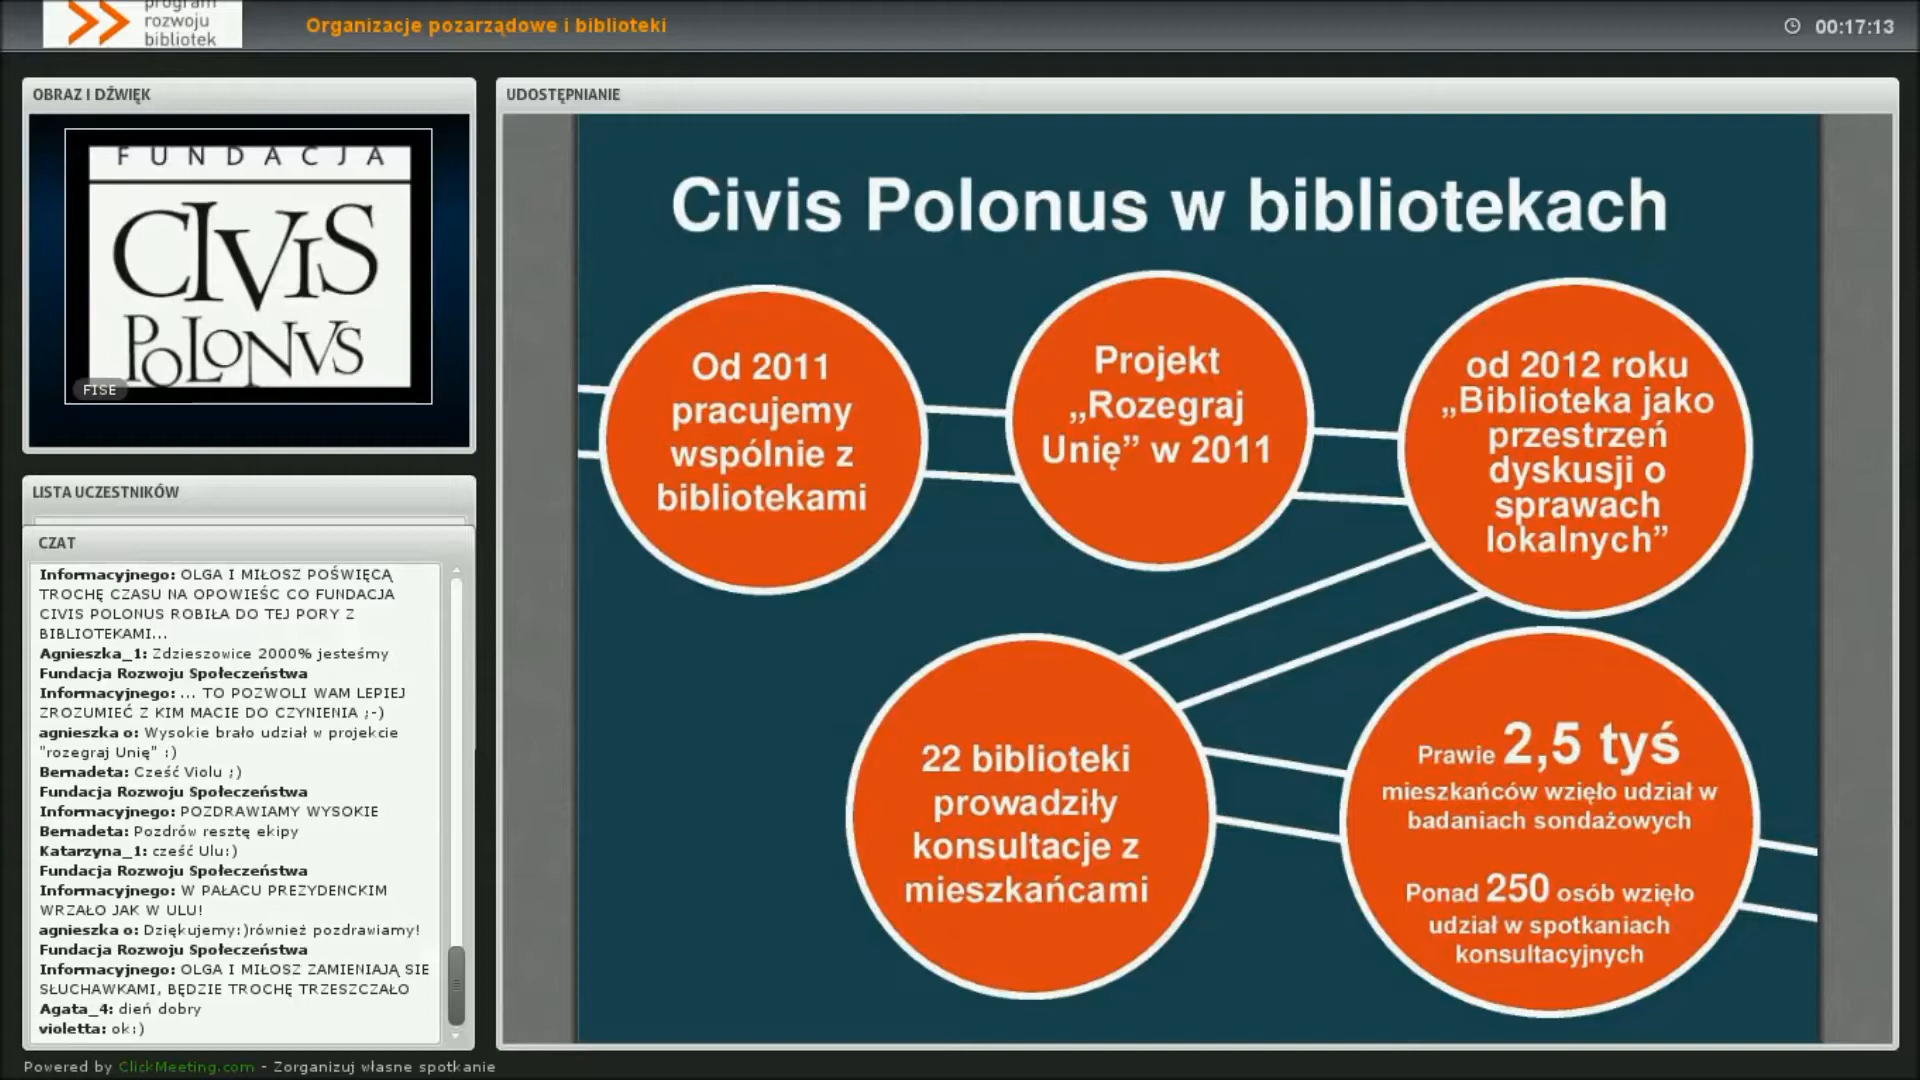 program
rozwoju
bibliotek
Organizacje pozarządowe i biblioteki
00:17:13
OBRAZ I DŹWIĘK
FUNDACJA
CIVIS
POLONVS
FISE
LISTA UCZESTNIKÓW
CZAT
Informacyjnego: OLGA I MIŁOSZ POŚWIĘCĄ
TROCHĘ CZASU NA OPOWIEŚC CO FUNDACJA
CIVIS POLONUS ROBIŁA DO TEJ PORY Z
BIBLIOTEKAMI...
Agnieszka_1: Zdzieszowice 2000% jesteśmy
Fundacja Rozwoju Społeczeństwa
Informacyjnego: ... TO POZWOLI WAM LEPIEJ
ZROZUMIEĆ Z KIM MACIE DO CZYNIENIA ;-)
agnieszka o: Wysokie brało udział w projekcie
"rozegraj Unię" :)
Bernadeta: Cześć Violu ;)
Fundacja Rozwoju Społeczeństwa
Informacyjnego: POZDRAWIAMY WYSOKIE
Bernadeta: Pozdrów resztę ekipy
Katarzyna_1: cześć Ulu:)
Fundacja Rozwoju Społeczeństwa
Informacyjnego: W PAŁACU PREZYDENCKIM
WRZAŁO JAK W ULU!
agnieszka o: Dziękujemy:)również pozdrawiamy!
Fundacja Rozwoju Społeczeństwa
Informacyjnego: OLGA I MIŁOSZ ZAMIENIAJĄ SIE
SŁUCHAWKAMI, BĘDZIE TROCHĘ TRZESZCZAŁO
Agata_4: dień dobry
violetta: ok:)
Powered by ClickMeeting.com - Zorganizuj własne spotkanie
UDOSTĘPNIANIE
Civis Polonus w bibliotekach
Od 2011
pracujemy
wspólnie z
bibliotekami
Projekt
„Rozegraj
Unię” w 2011
od 2012 roku
„Biblioteka jako
przestrzeń
dyskusji o
sprawach
lokalnych”
22 biblioteki
prowadziły
konsultacje z
mieszkańcami
Prawie 2,5 tyś
mieszkańców wzięło udział w
badaniach sondażowych
Ponad 250 osób wzięło
udział w spotkaniach
konsultacyjnych